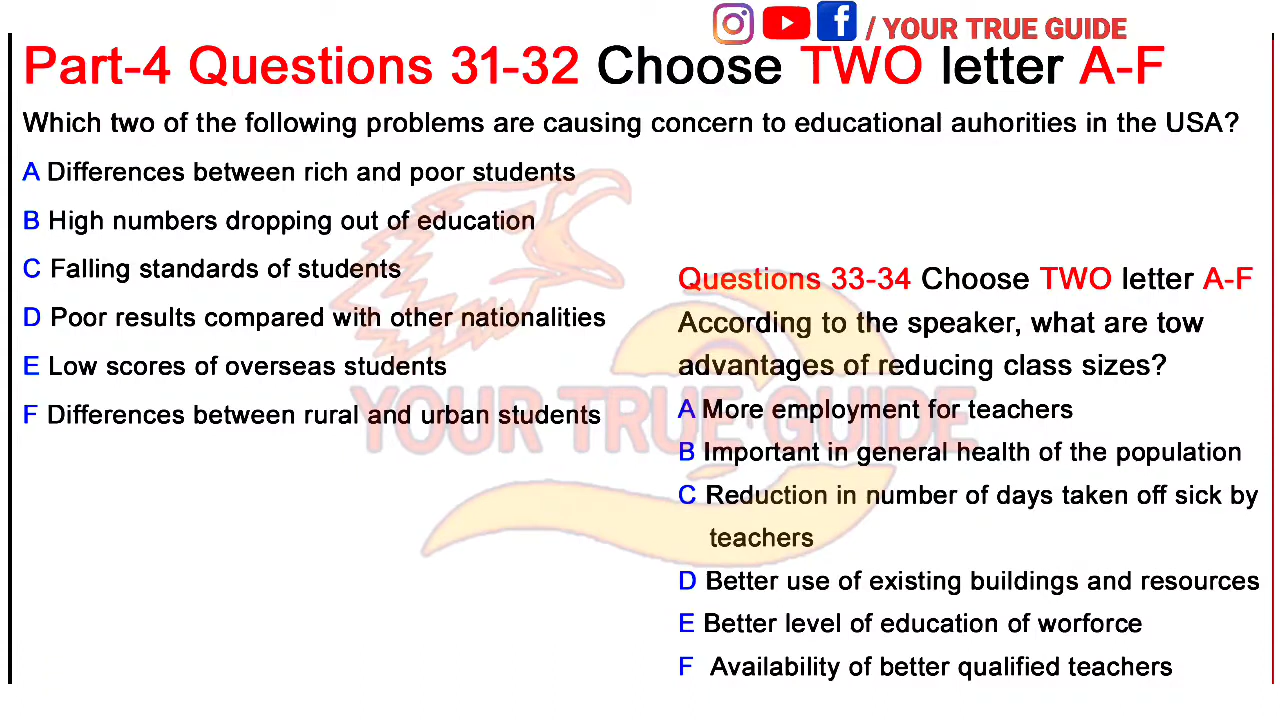 / YOUR TRUE GUIDE
Part-4 Questions 31-32 Choose TWO letter A-F
Which two of the following problems are causing concern to educational auhorities in the USA?
A Differences between rich and poor students
B High numbers dropping out of education
C Falling standards of students
D Poor results compared with other nationalities
E Low scores of overseas students
F Differences between rural and urban students
Questions 33-34 Choose TWO letter A-F
According to the speaker, what are tow
advantages of reducing class sizes?
A More employment for teachers
B Important in general health of the population
C Reduction in number of days taken off sick by
teachers
D Better use of existing buildings and resources
E Better level of education of worforce
F Availability of better qualified teachers
YOUR TRUE GUIDE